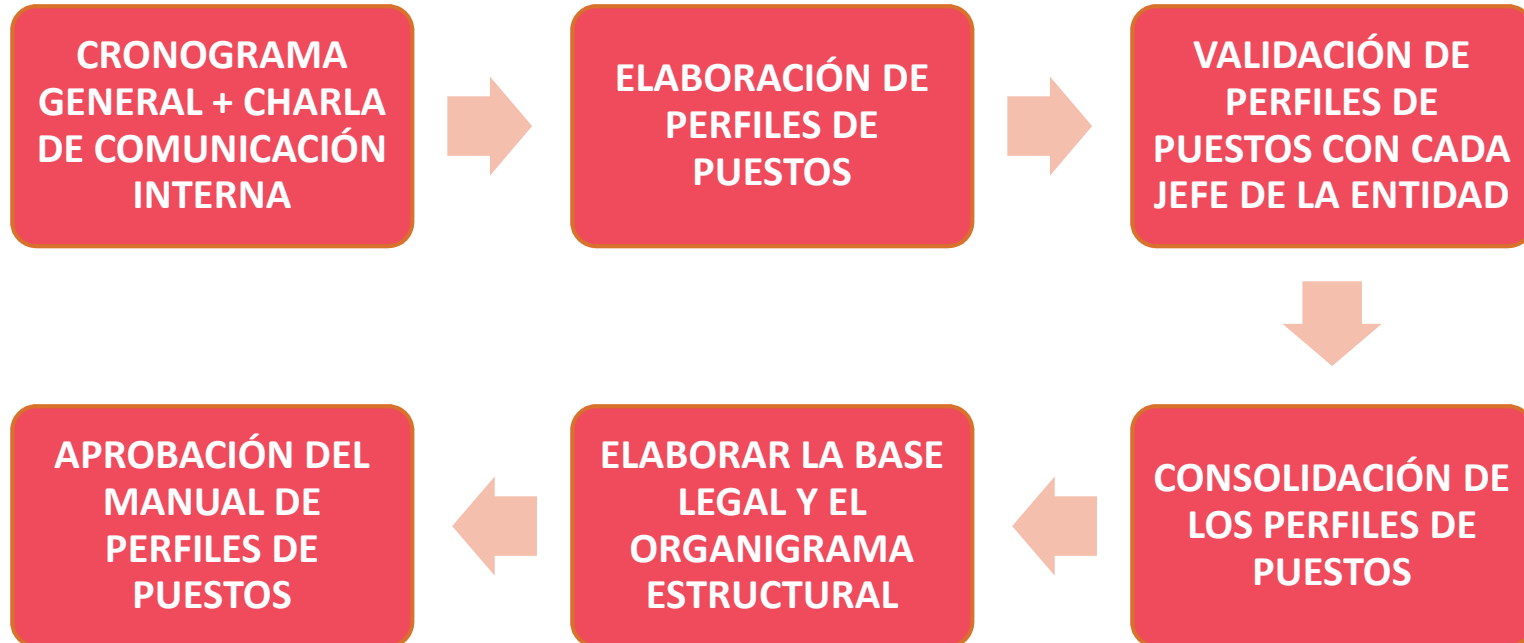 CRONOGRAMA
GENERAL + CHARLA
DE COMUNICACIÓN
INTERNA
ELABORACIÓN DE
PERFILES DE
PUESTOS
VALIDACIÓN DE
PERFILES DE
PUESTOS CON CADA
JEFE DE LA ENTIDAD
CONSOLIDACIÓN DE
LOS PERFILES DE
PUESTOS
ELABORAR LA BASE
LEGAL Y EL
ORGANIGRAMA
ESTRUCTURAL
APROBACIÓN DEL
MANUAL DE
PERFILES DE
PUESTOS